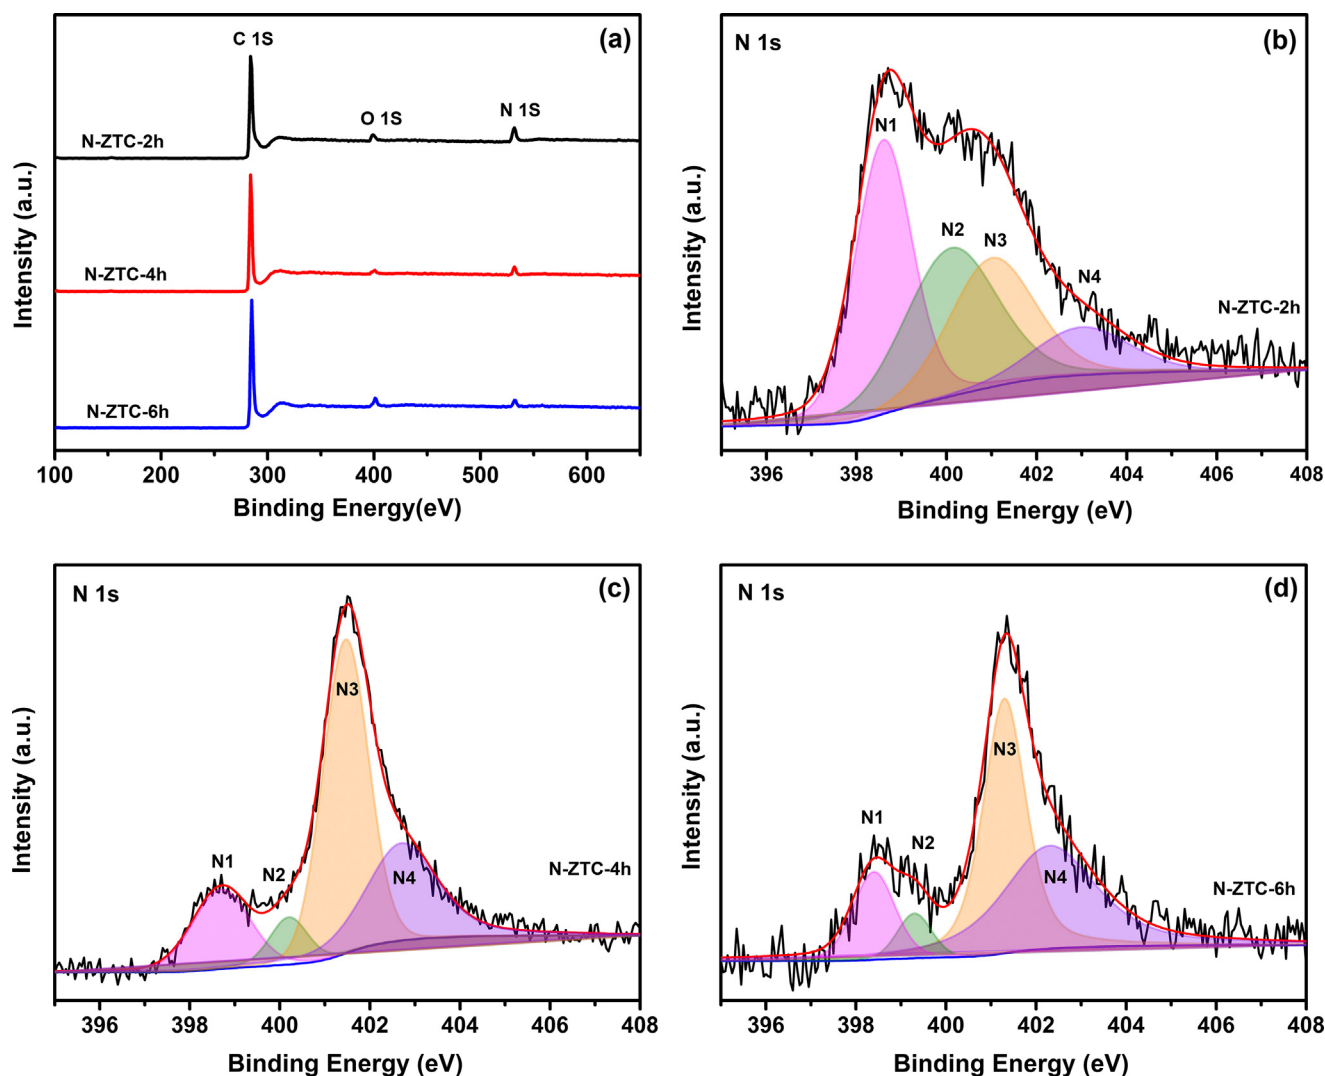 (a)
C 1S
O 1S
N 1S
N-ZTC-2h
N-ZTC-4h
N-ZTC-6h
Intensity (a.u.)
100 200 300 400 500 600
Binding Energy(eV)
(b)
N 1s
N1
N2
N3
N4
N-ZTC-2h
Intensity (a.u.)
396 398 400 402 404 406 408
Binding Energy (eV)
(c)
N 1s
N3
N1
N2
N4
N-ZTC-4h
Intensity (a.u.)
396 398 400 402 404 406 408
Binding Energy (eV)
(d)
N 1s
N3
N1
N2
N4
N-ZTC-6h
Intensity (a.u.)
396 398 400 402 404 406 408
Binding Energy (eV)